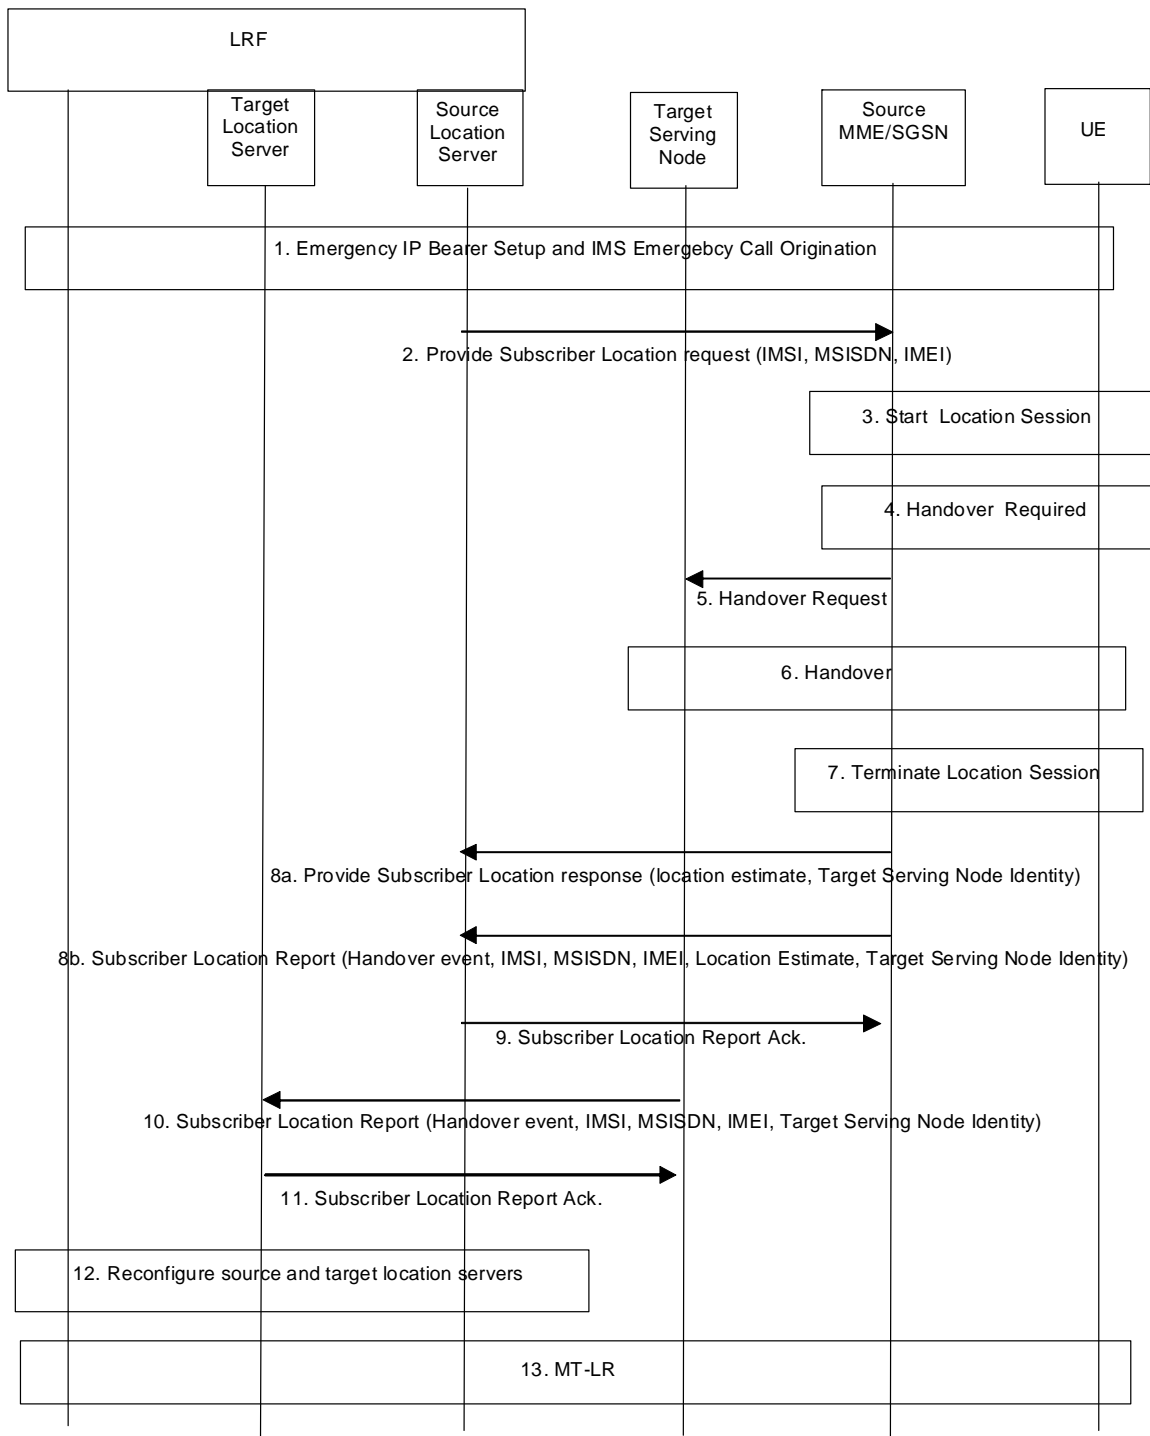 LRF
Target
Location
Server
Source
Location
Server
Target
Serving
Node
Source
MME/SGSN
UE
1. Emergency IP Bearer Setup and IMS Emergebcy Call Origination
2. Provide Subscriber Location request (IMSI, MSISDN, IMEI)
3. Start Location Session
4. Handover Required
5. Handover Request
6. Handover
7. Terminate Location Session
8a. Provide Subscriber Location response (location estimate, Target Serving Node Identity)
8b. Subscriber Location Report (Handover event, IMSI, MSISDN, IMEI, Location Estimate, Target Serving Node Identity)
9. Subscriber Location Report Ack.
10. Subscriber Location Report (Handover event, IMSI, MSISDN, IMEI, Target Serving Node Identity)
11. Subscriber Location Report Ack.
12. Reconfigure source and target location servers
13. MT-LR